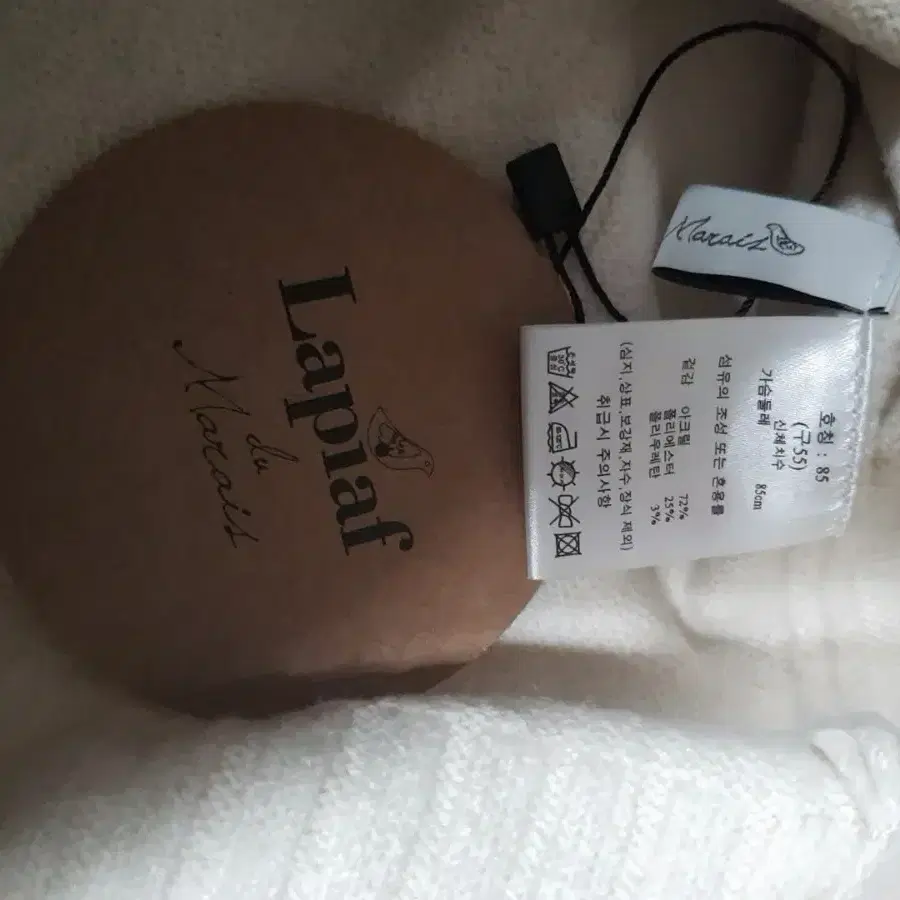 Lapiaf
du
Marais
Marais
호칭 : 85
(구55)
신체치수
가슴둘레 85cm
섬유의 조성 또는 혼용률
겉감 아크릴 72%
폴리에스터 25%
폴리우레탄 3%
(심지,상표,보강재,자수,장식 제외)
취급시 주의사항